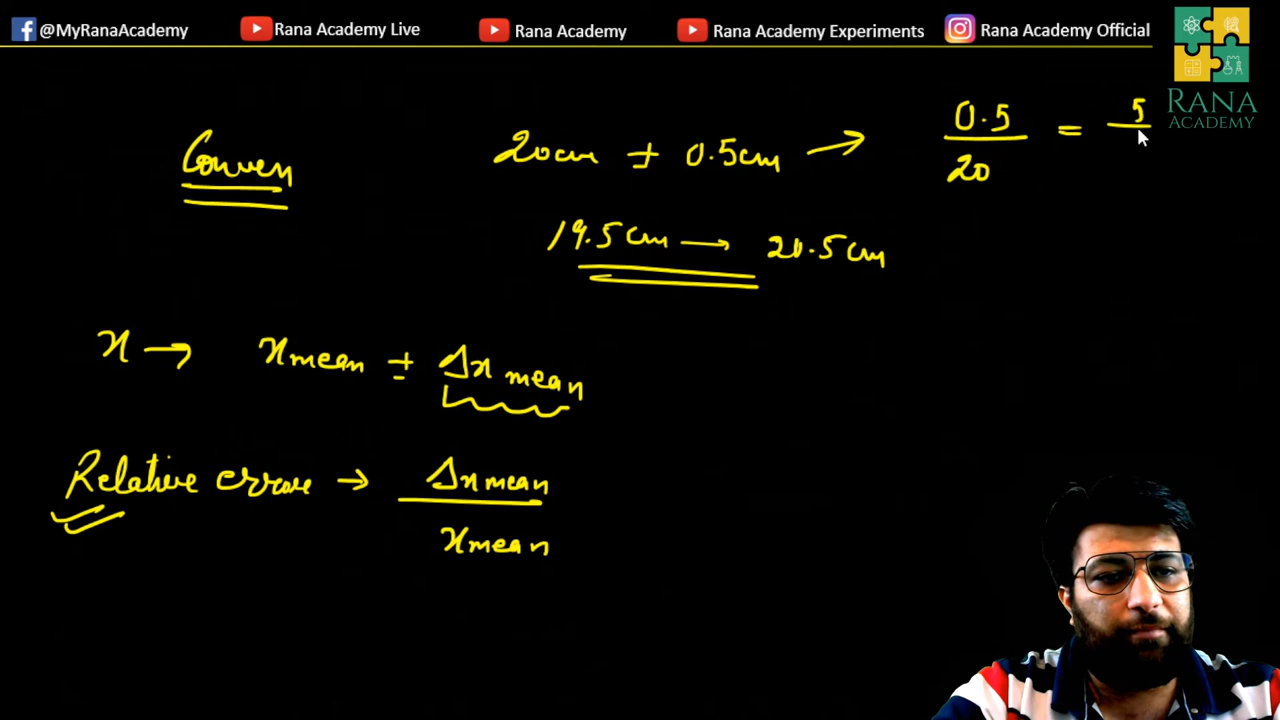 @MyRanaAcademy Rana Academy Live Rana Academy Rana Academy Experiments Rana Academy Official
RANA
ACADEMY
Conven 20cm ± 0.5cm → 0.5/20 = 5/
19.5cm → 20.5cm
x → xmean ± Δxmean
Relative error → Δxmean/xmean